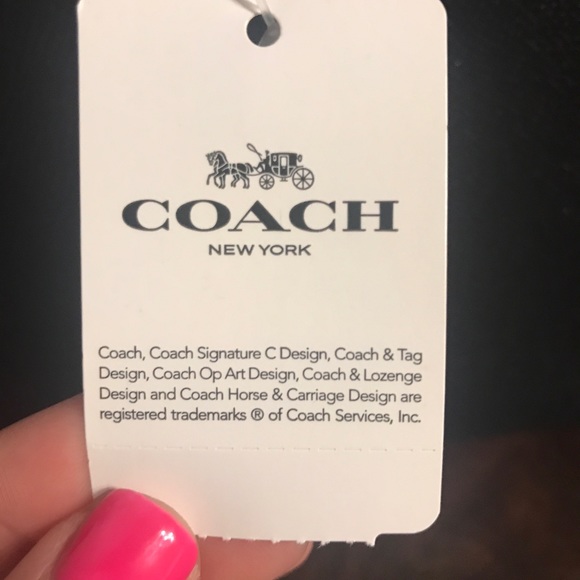 COACH
NEW YORK
Coach, Coach Signature C Design, Coach & Tag
Design, Coach Op Art Design, Coach & Lozenge
Design and Coach Horse & Carriage Design are
registered trademarks ® of Coach Services, Inc.